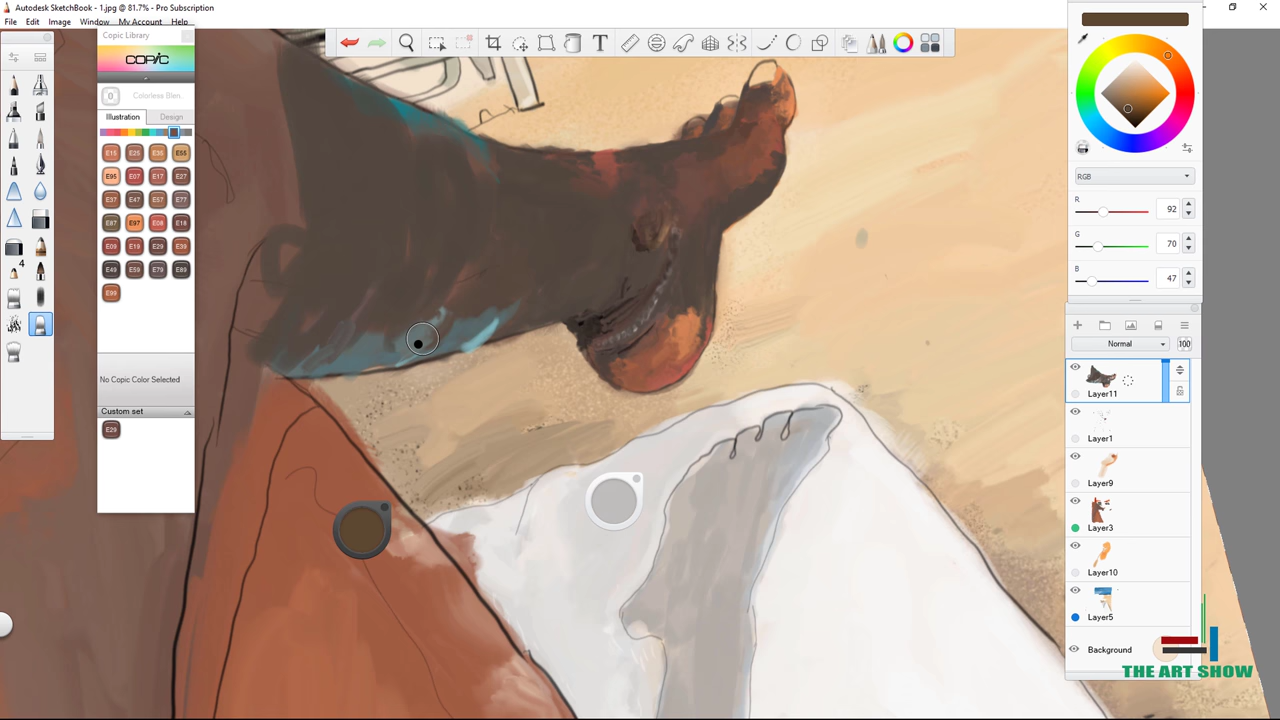 Autodesk SketchBook - 1.jpg @ 81.7% - Pro Subscription
File Edit Image Window My Account Help
Copic Library
COPIC
0 Colorless Blen..
Illustration Design
E15 E25 E35 E55
E95 E07 E17 E27
E37 E47 E57 E77
E87 E97 E08 E18
E09 E19 E29 E39
E49 E59 E79 E89
E99
No Copic Color Selected
Custom set
E29
4
T
RGB
R 92
G 70
B 47
Normal 100
Layer11
Layer1
Layer9
Layer3
Layer10
Layer5
Background
THE ART SHOW